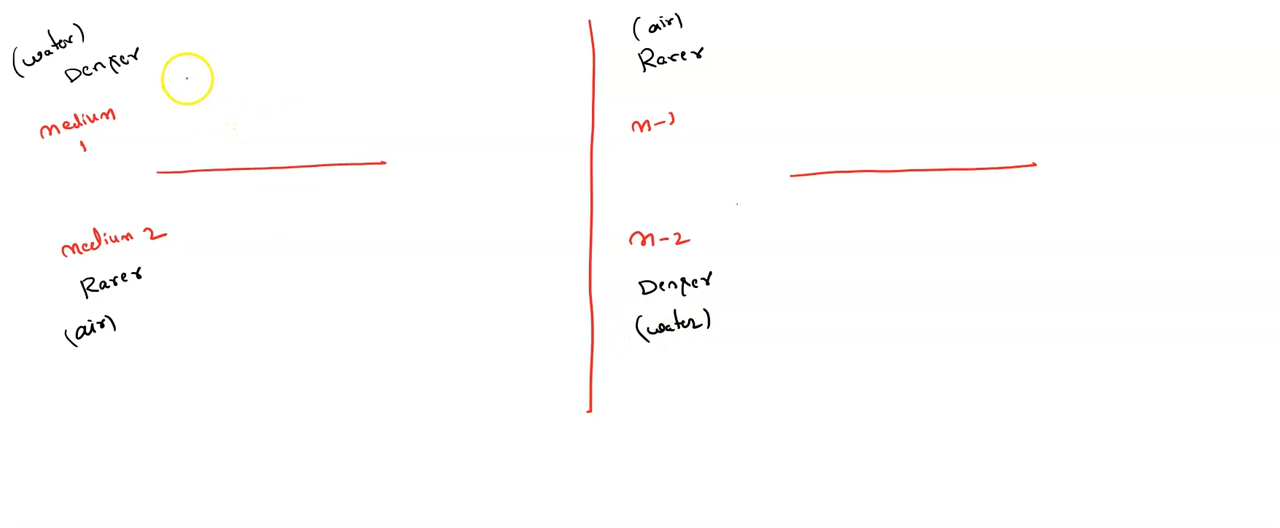 (water)
Denser
medium
1
medium 2
Rarer
(air)
(air)
Rarer
m-1
m-2
Denser
(water)